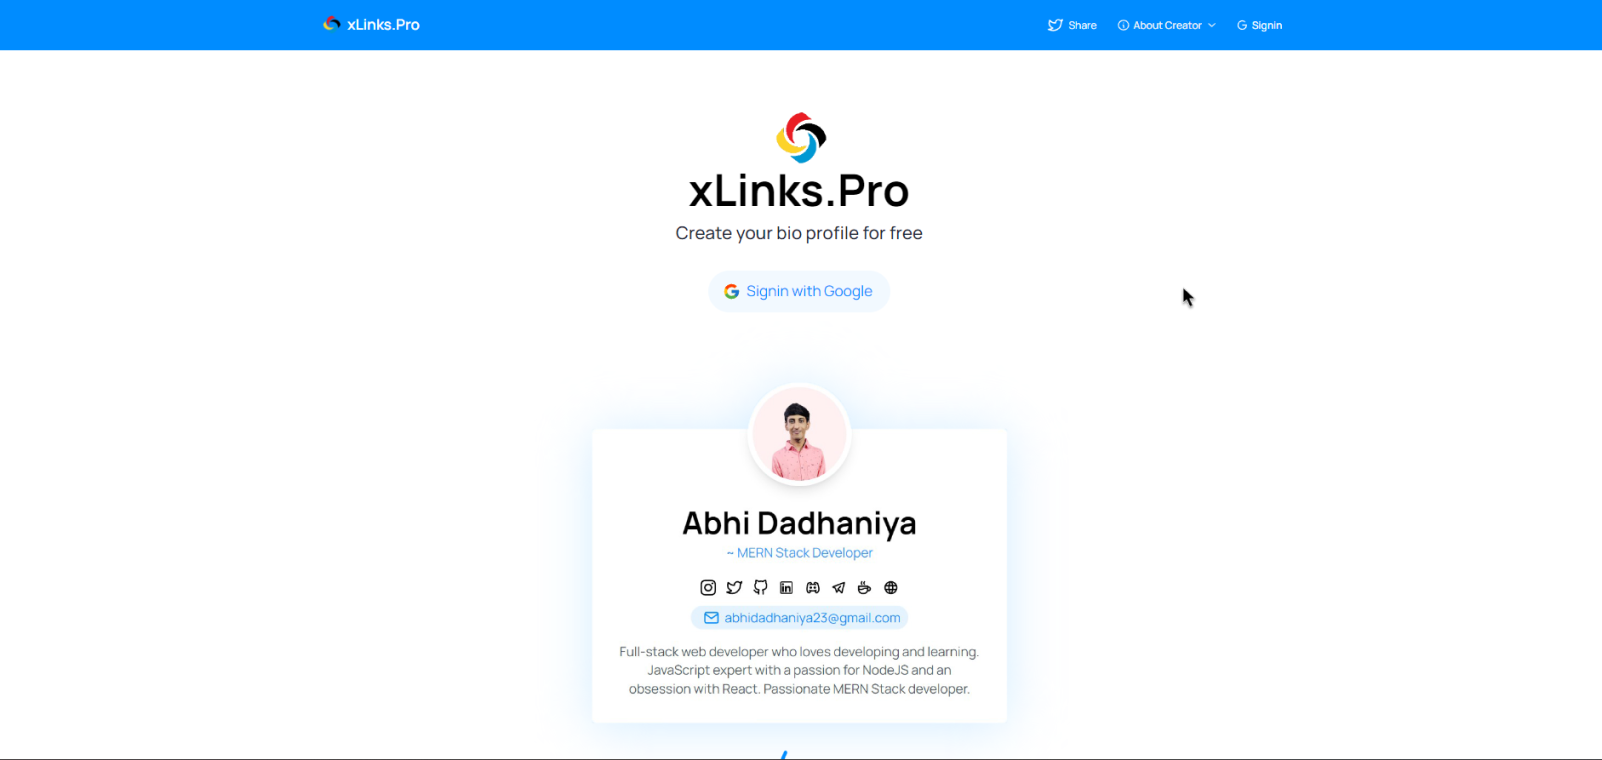 xLinks.Pro
Share
About Creator
Signin
xLinks.Pro
Create your bio profile for free
Signin with Google
Abhi Dadhaniya
~ MERN Stack Developer
abhidadhaniya23@gmail.com
Full-stack web developer who loves developing and learning.
JavaScript expert with a passion for NodeJS and an
obsession with React. Passionate MERN Stack developer.